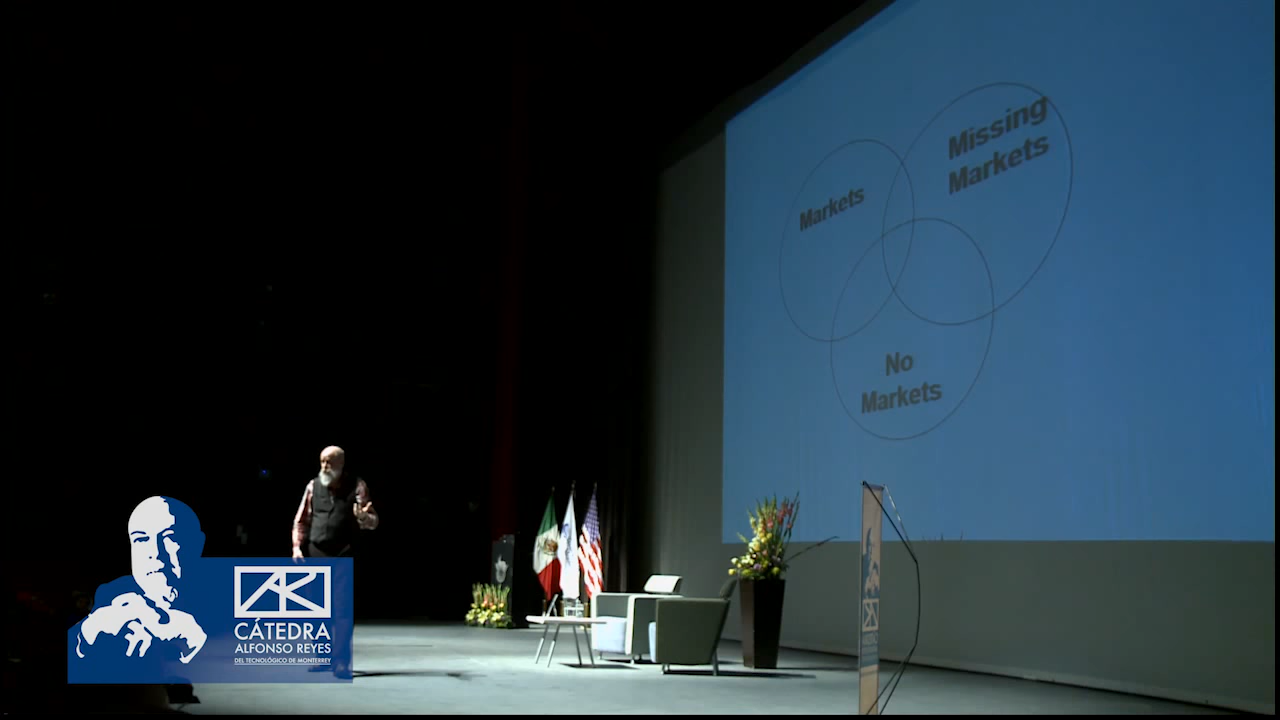 Missing
Markets
Markets
No
Markets
CÁTEDRA
ALFONSO REYES
DEL TECNOLÓGICO DE MONTERREY